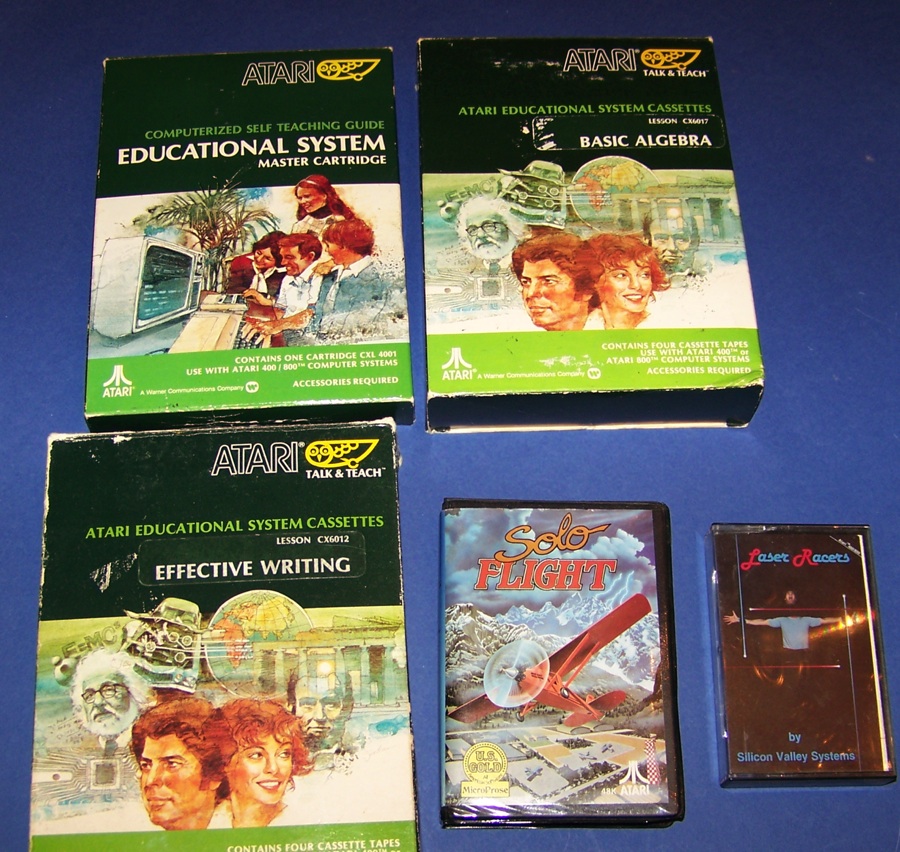 ATARI
COMPUTERIZED SELF TEACHING GUIDE
EDUCATIONAL SYSTEM
MASTER CARTRIDGE
CONTAINS ONE CARTRIDGE CXL 4001
USE WITH ATARI 400 / 800™ COMPUTER SYSTEMS
ACCESSORIES REQUIRED
ATARI
A Warner Communications Company
ATARI®
TALK & TEACH™
ATARI EDUCATIONAL SYSTEM CASSETTES
LESSON CX6017
BASIC ALGEBRA
E=MC²
CONTAINS FOUR CASSETTE TAPES
USE WITH ATARI 400™ or
ATARI 800™ COMPUTER SYSTEMS
ACCESSORIES REQUIRED
ATARI®
A Warner Communications Company
ATARI®
TALK & TEACH™
ATARI EDUCATIONAL SYSTEM CASSETTES
LESSON CX6012
EFFECTIVE WRITING
E=MC²
CONTAINS FOUR CASSETTE TAPES
Solo
FLIGHT
U.S.
GOLD
MicroProse
48K ATARI
Laser Racers
by
Silicon Valley Systems